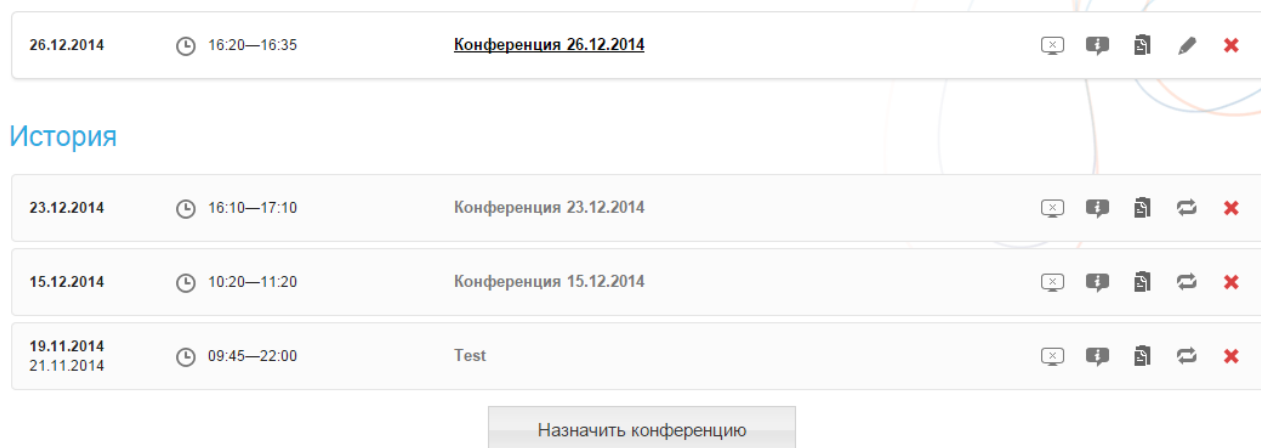 26.12.2014 16:20—16:35 Конференция 26.12.2014
История
23.12.2014 16:10—17:10 Конференция 23.12.2014
15.12.2014 10:20—11:20 Конференция 15.12.2014
19.11.2014
21.11.2014 09:45—22:00 Test
Назначить конференцию